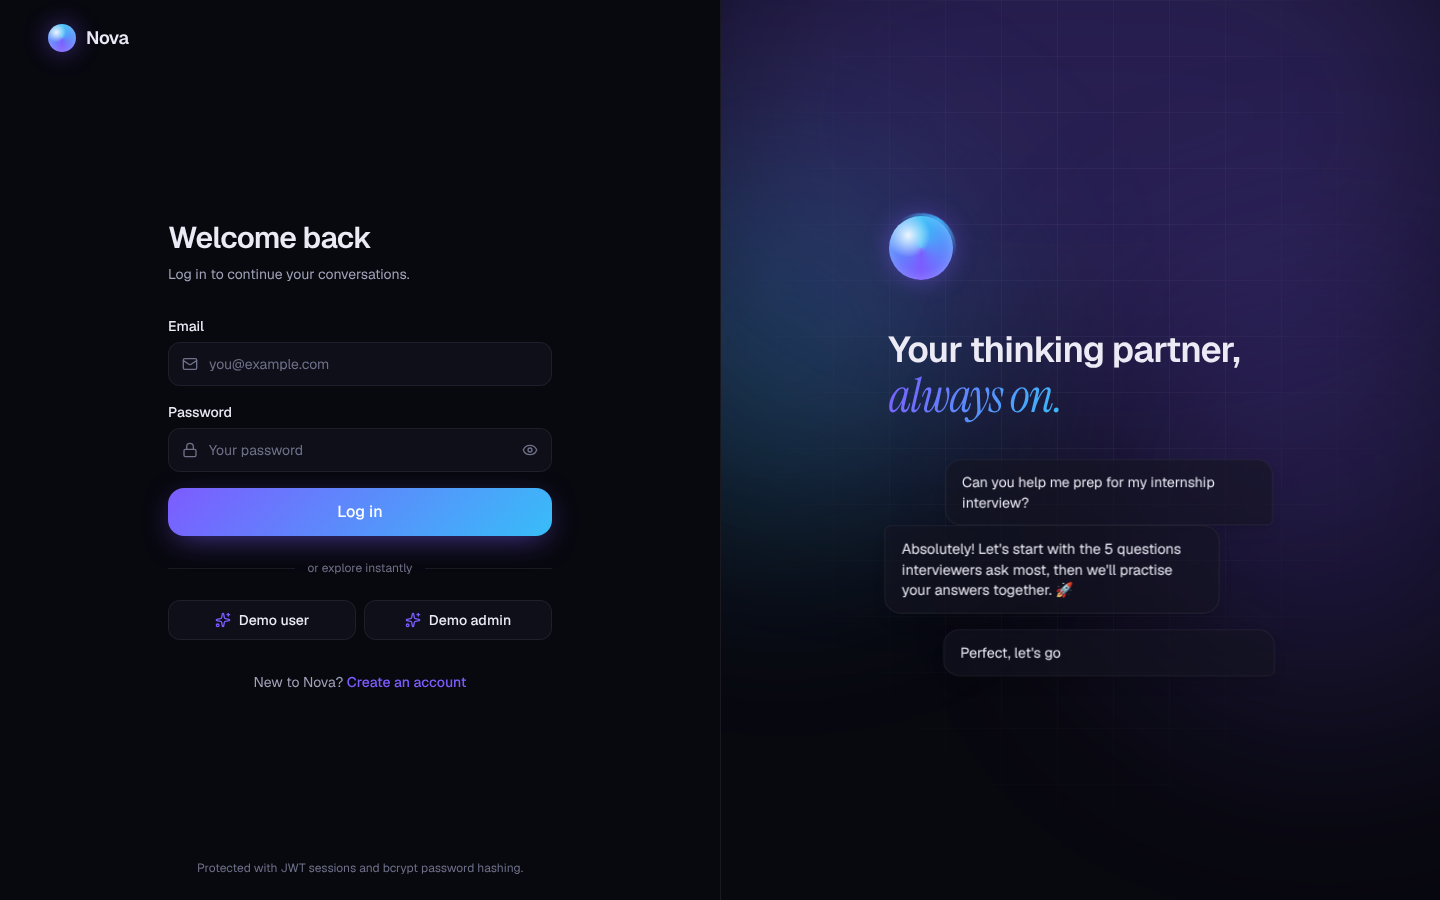 Nova
Welcome back
Log in to continue your conversations.
Email
you@example.com
Password
Your password
Log in
or explore instantly
Demo user
Demo admin
New to Nova? Create an account
Protected with JWT sessions and bcrypt password hashing.
Your thinking partner,
always on.
Can you help me prep for my internship
interview?
Absolutely! Let's start with the 5 questions
interviewers ask most, then we'll practise
your answers together. 🚀
Perfect, let's go